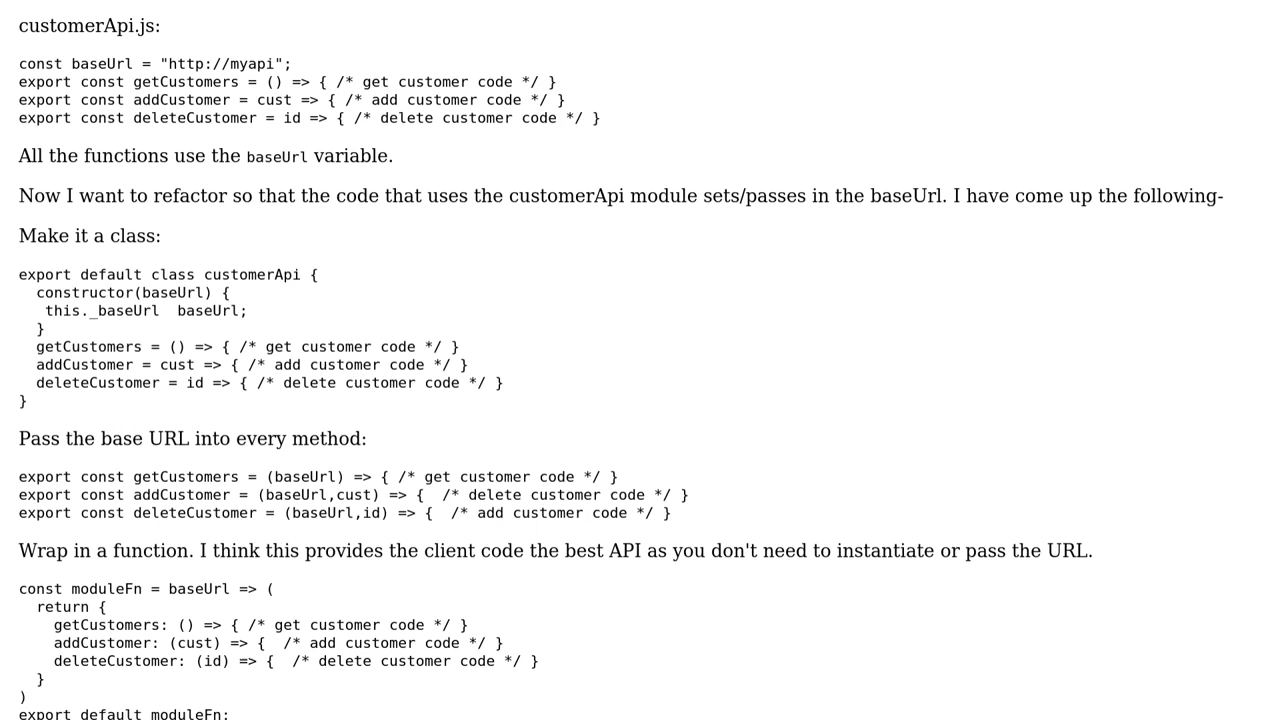 customerApi.js:
const baseUrl = "http://myapi";
export const getCustomers = () => { /* get customer code */ }
export const addCustomer = cust => { /* add customer code */ }
export const deleteCustomer = id => { /* delete customer code */ }
All the functions use the baseUrl variable.
Now I want to refactor so that the code that uses the customerApi module sets/passes in the baseUrl. I have come up the following-
Make it a class:
export default class customerApi {
  constructor(baseUrl) {
   this._baseUrl  baseUrl;
  }
  getCustomers = () => { /* get customer code */ }
  addCustomer = cust => { /* add customer code */ }
  deleteCustomer = id => { /* delete customer code */ }
}
Pass the base URL into every method:
export const getCustomers = (baseUrl) => { /* get customer code */ }
export const addCustomer = (baseUrl,cust) => {  /* delete customer code */ }
export const deleteCustomer = (baseUrl,id) => {  /* add customer code */ }
Wrap in a function. I think this provides the client code the best API as you don't need to instantiate or pass the URL.
const moduleFn = baseUrl => (
  return {
    getCustomers: () => { /* get customer code */ }
    addCustomer: (cust) => {  /* add customer code */ }
    deleteCustomer: (id) => {  /* delete customer code */ }
  }
)
export default moduleFn;